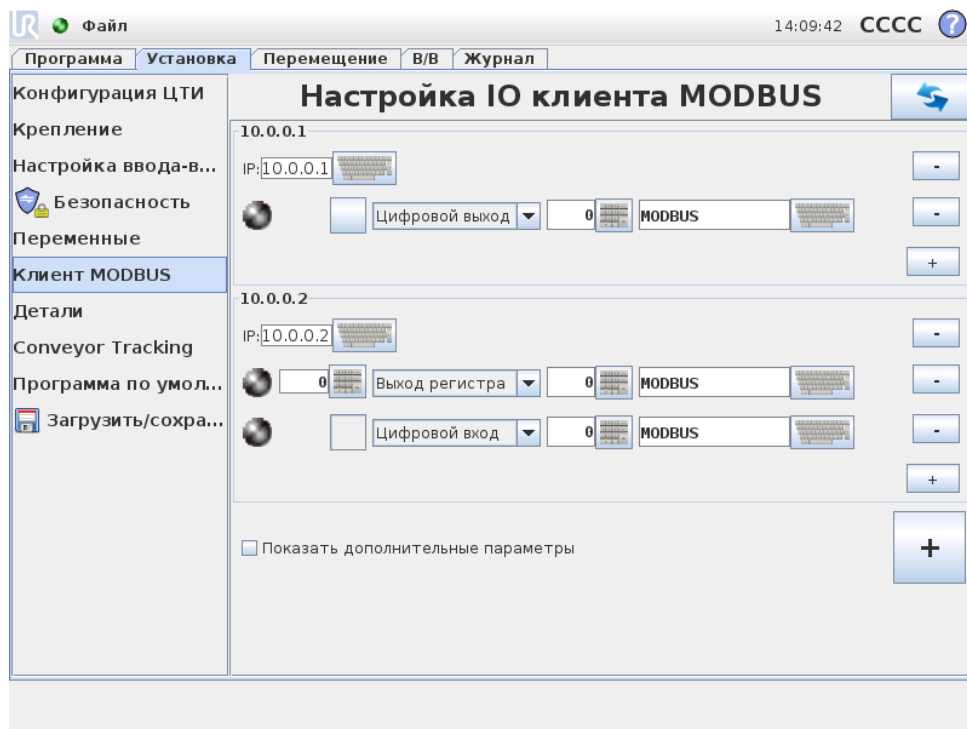 UR Файл 14:09:42 CCCC ?
Программа Установка Перемещение В/В Журнал
Конфигурация ЦТИ
Крепление
Настройка ввода-в...
Безопасность
Переменные
Клиент MODBUS
Детали
Conveyor Tracking
Программа по умол...
Загрузить/сохра...
Настройка IO клиента MODBUS
10.0.0.1
IP: 10.0.0.1 -
Цифровой выход 0 MODBUS -
+
10.0.0.2
IP: 10.0.0.2 -
0 Выход регистра 0 MODBUS -
Цифровой вход 0 MODBUS -
+
Показать дополнительные параметры +